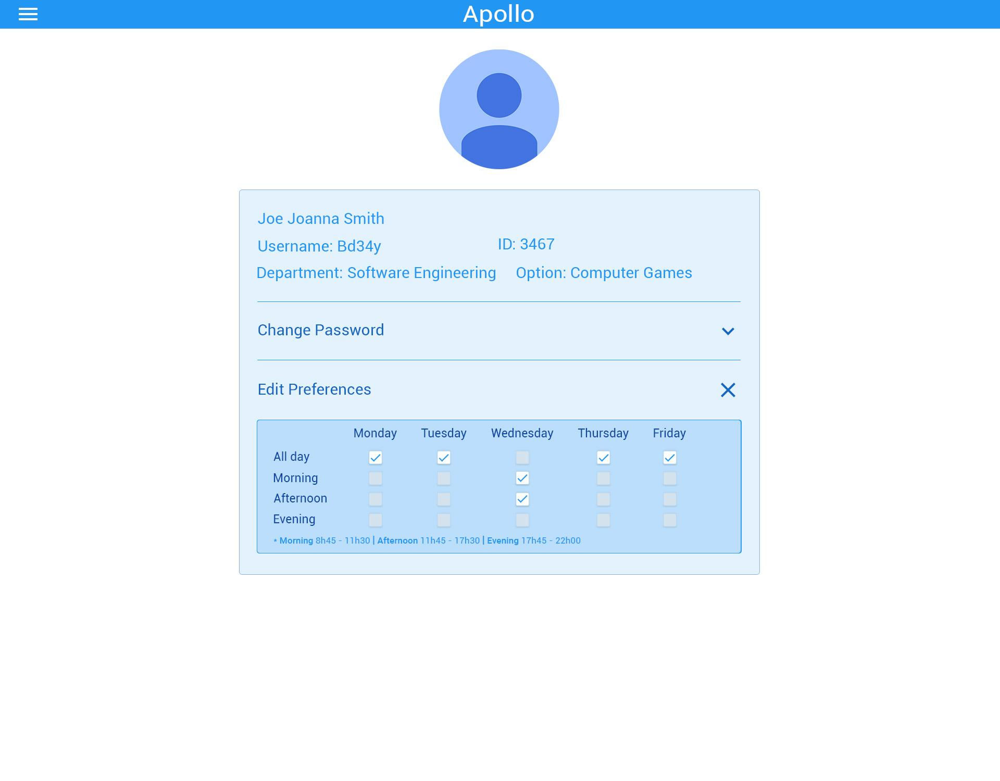 Apollo
Joe Joanna Smith
Username: Bd34y ID: 3467
Department: Software Engineering Option: Computer Games
Change Password
Edit Preferences
Monday Tuesday Wednesday Thursday Friday
All day
Morning
Afternoon
Evening
* Morning 8h45 - 11h30 | Afternoon 11h45 - 17h30 | Evening 17h45 - 22h00